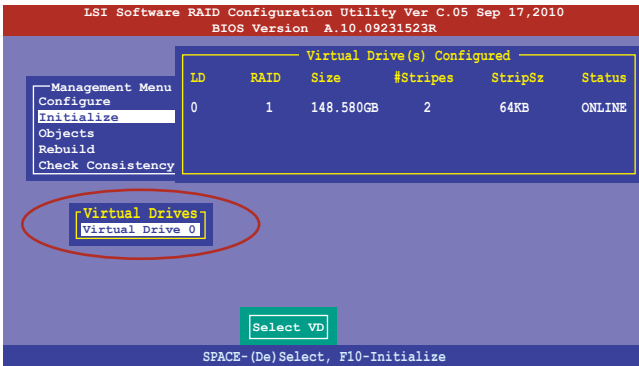 LSI Software RAID Configuration Utility Ver C.05 Sep 17,2010
BIOS Version A.10.09231523R
Virtual Drive(s) Configured
LD RAID Size #Stripes StripSz Status
0 1 148.580GB 2 64KB ONLINE
Management Menu
Configure
Initialize
Objects
Rebuild
Check Consistency
Virtual Drives
Virtual Drive 0
Select VD
SPACE-(De)Select, F10-Initialize